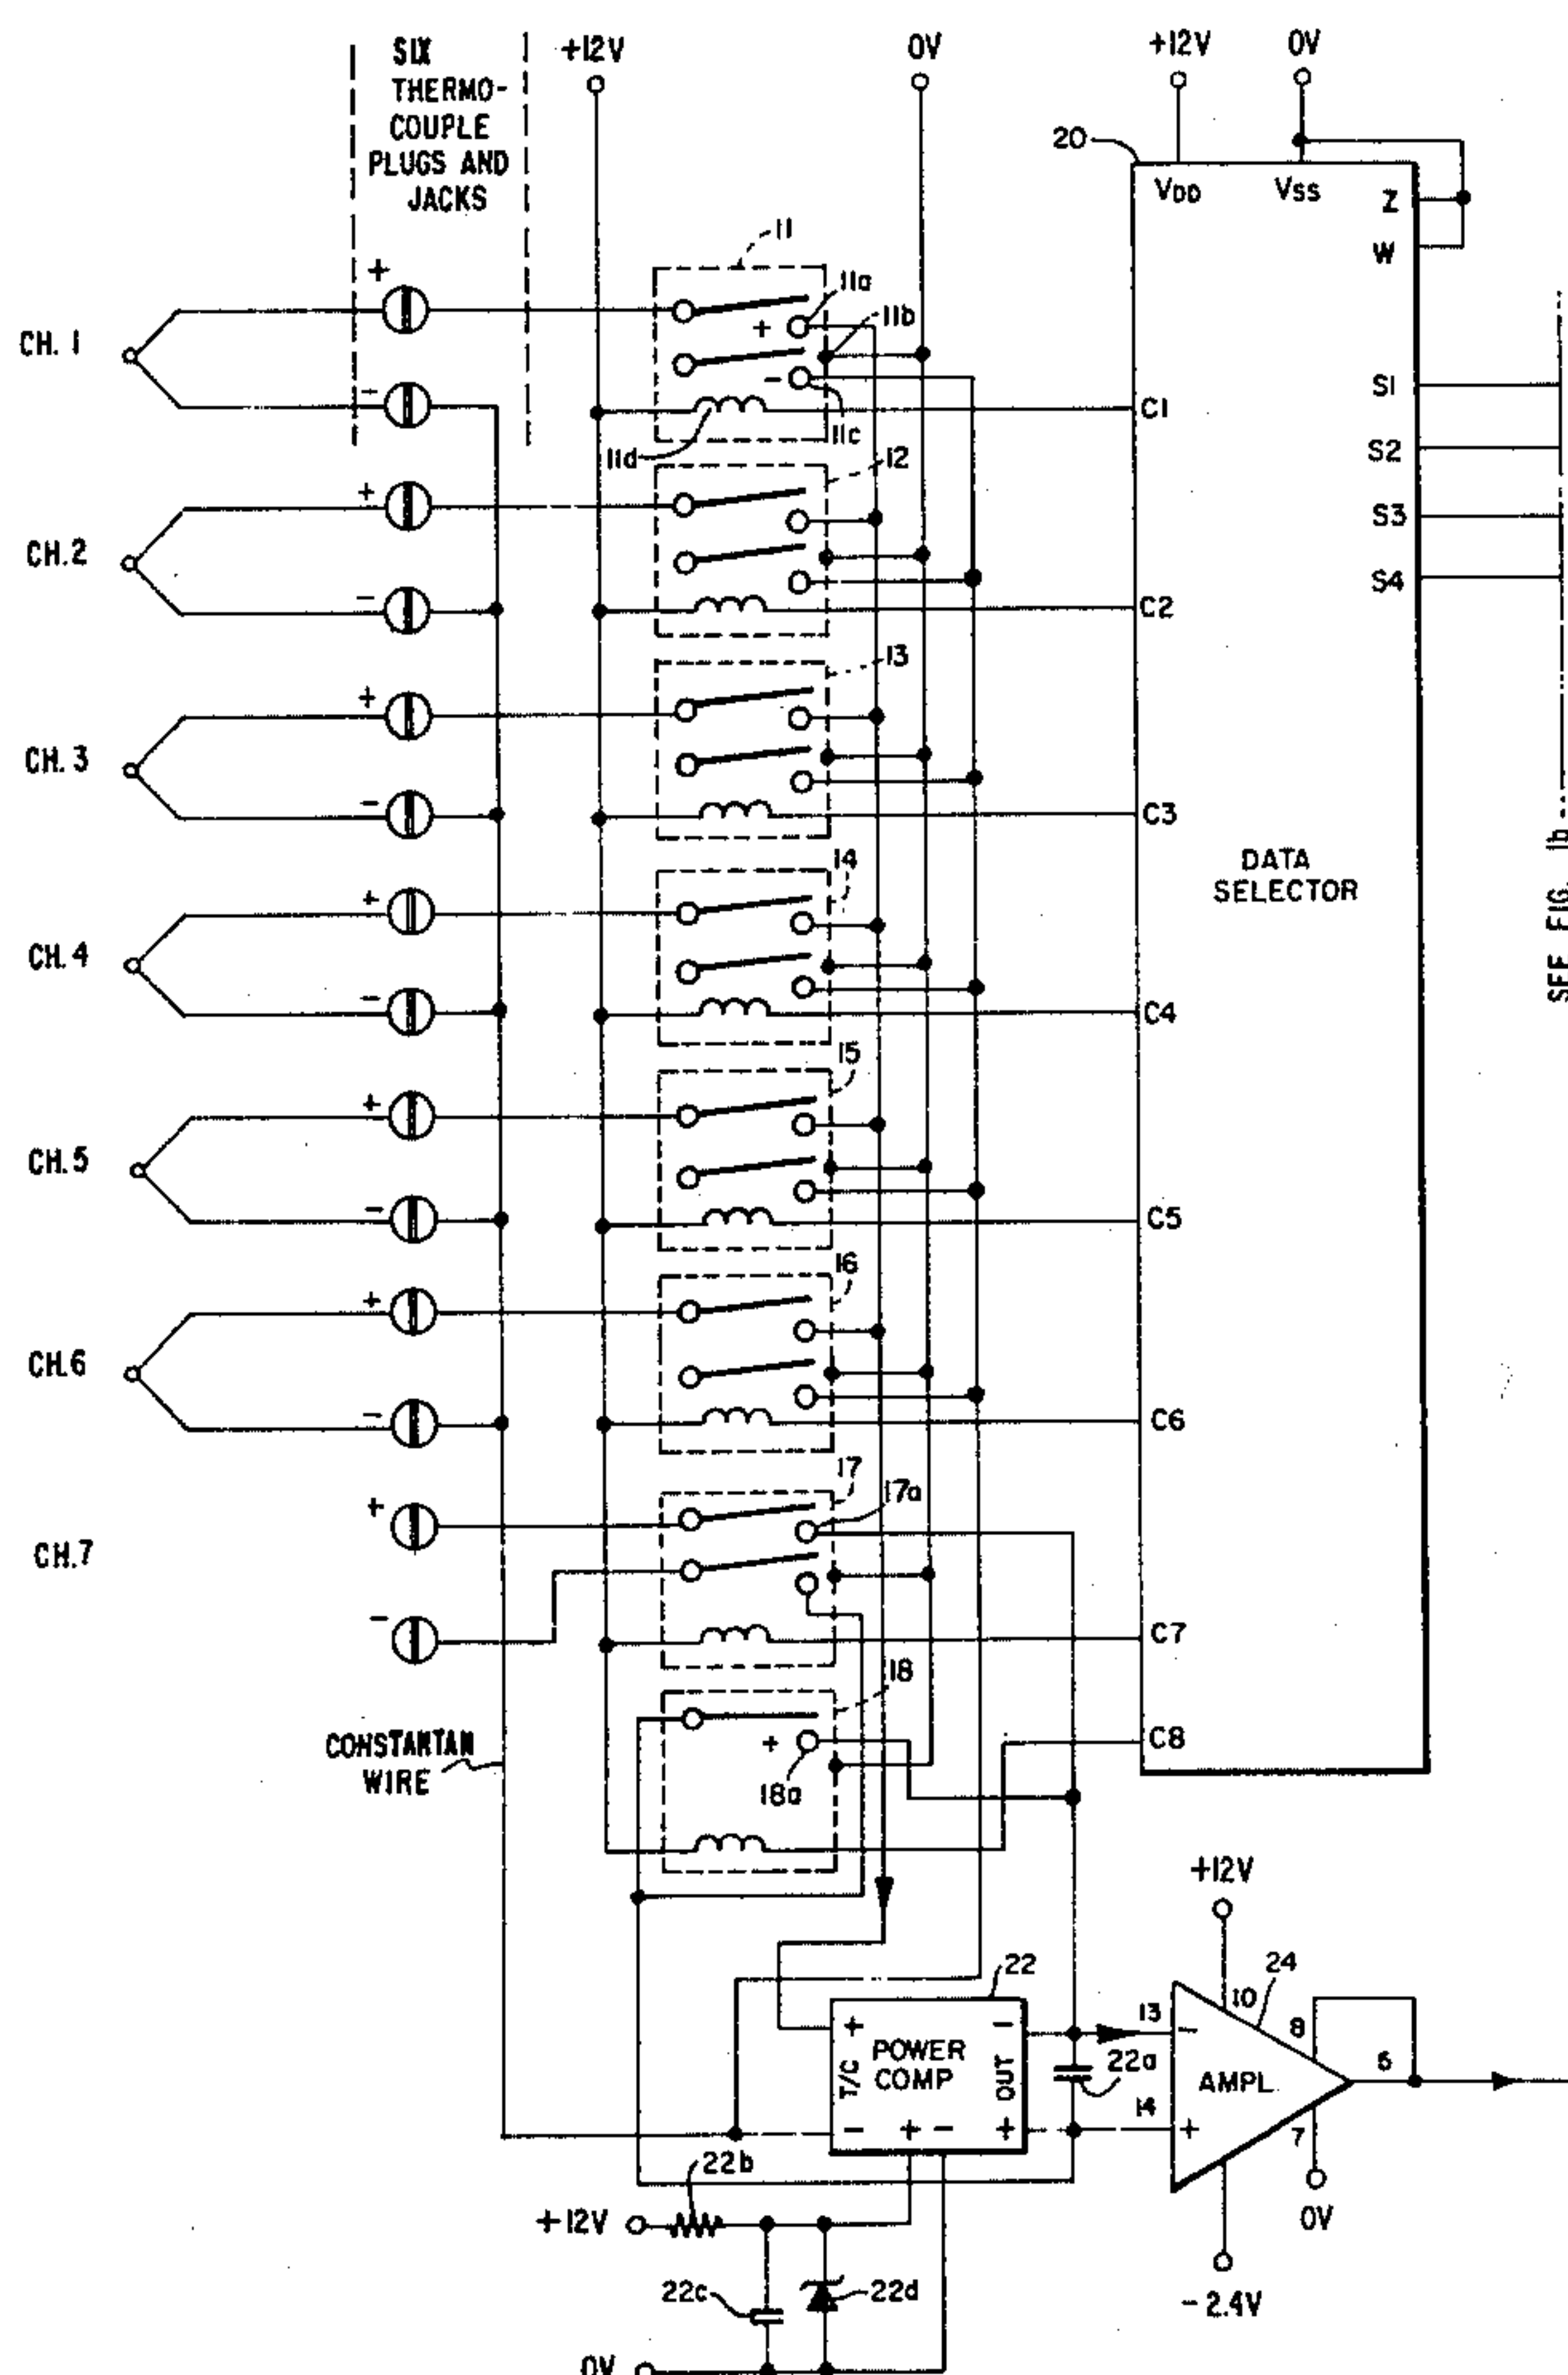 SIX
THERMO-
COUPLE
PLUGS AND
JACKS
+12V
0V
+12V
0V
20
VDD
VSS
Z
W
11
11a
+
11b
-
11c
11d
CH. 1
+
-
C1
S1
S2
S3
S4
12
CH.2
+
-
C2
13
CH. 3
+
-
C3
DATA
SELECTOR
SEE FIG. 1b
14
CH. 4
+
-
C4
15
CH.5
+
-
C5
16
CH.6
+
-
C6
17
17a
CH.7
+
-
C7
18
+
18a
C8
CONSTANTAN
WIRE
22
+
-
T/C
POWER
COMP
OUT
-
+ -
+
13
14
22a
+12V
10
24
8
-
AMPL.
+
6
7
0V
-2.4V
22b
+12V
22c
22d
0V